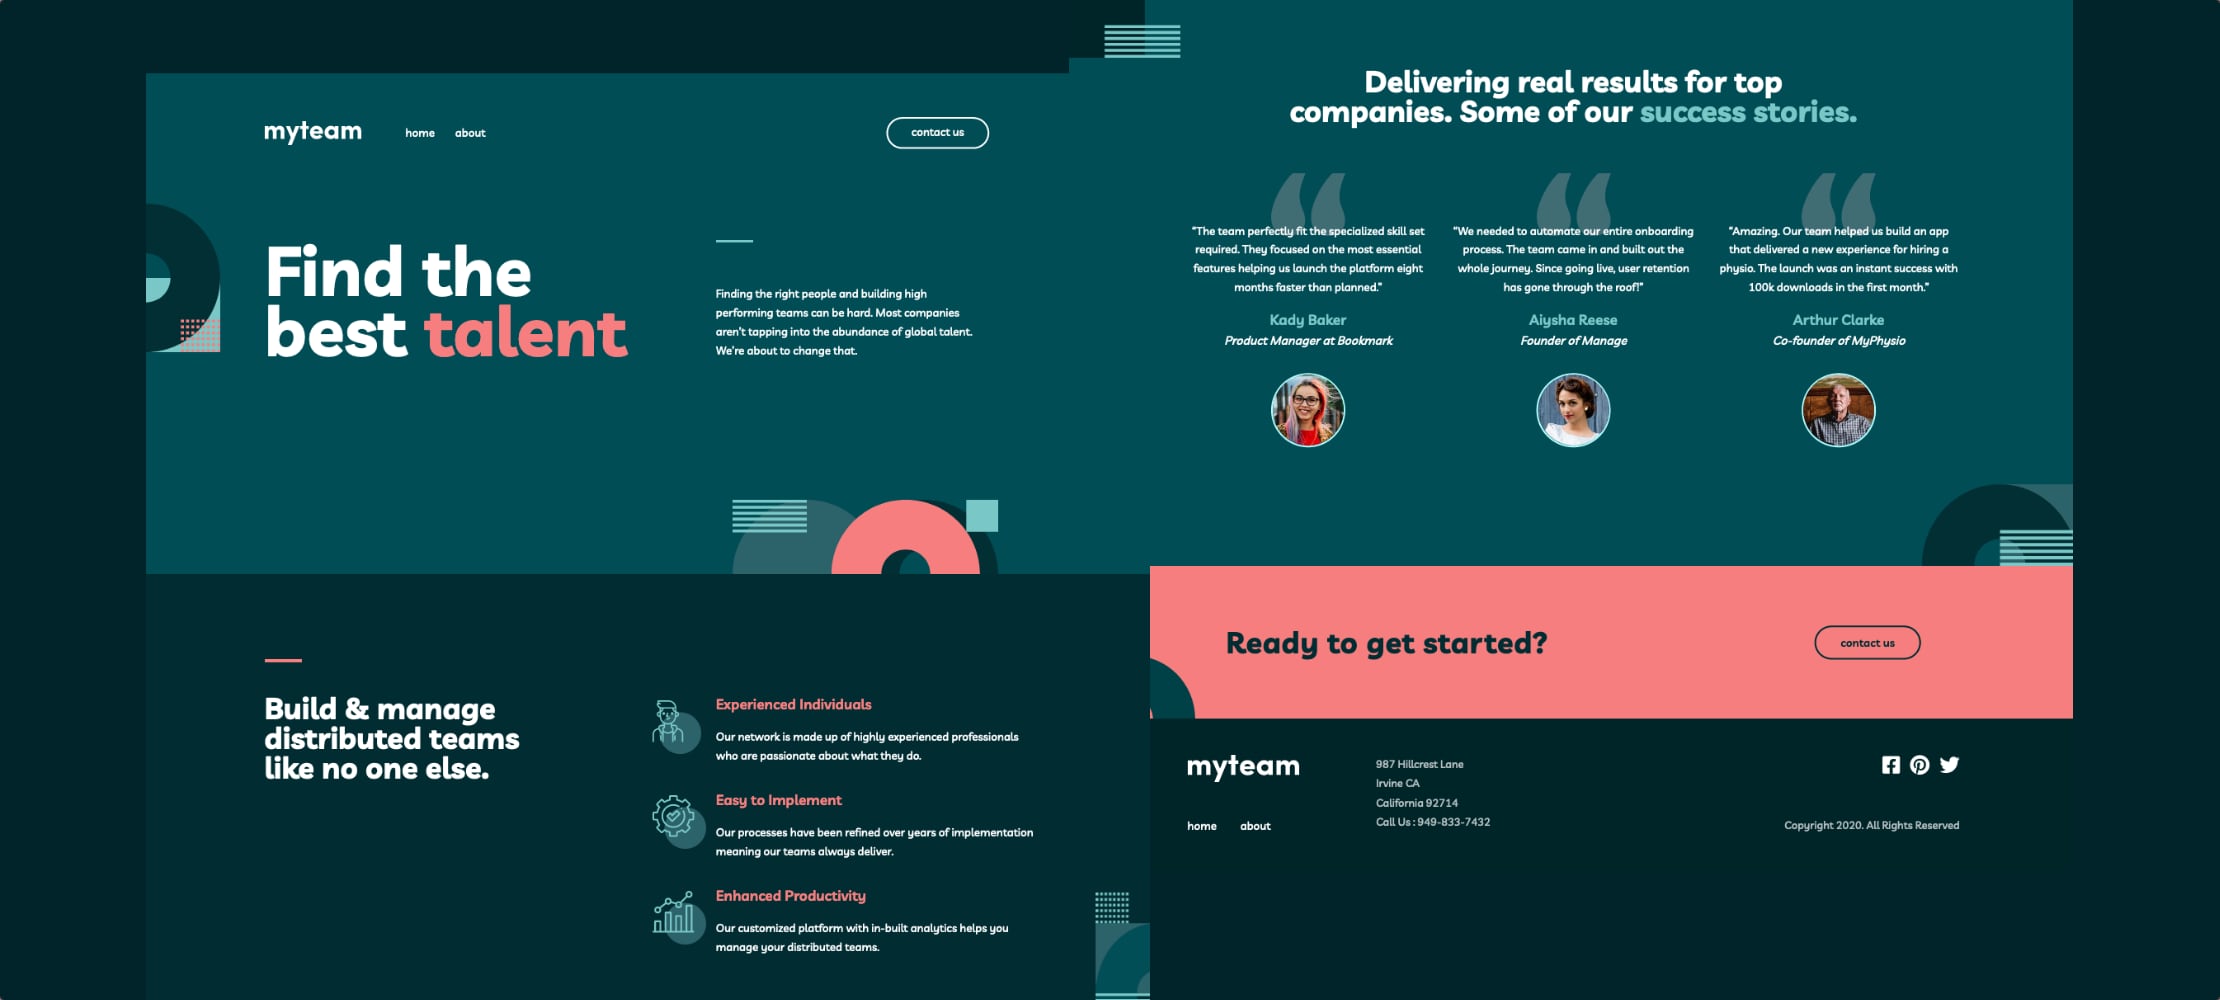 myteam
home about
contact us
Find the
best talent
Finding the right people and building high
performing teams can be hard. Most companies
aren't tapping into the abundance of global talent.
We're about to change that.
Build & manage
distributed teams
like no one else.
Experienced Individuals
Our network is made up of highly experienced professionals
who are passionate about what they do.
Easy to Implement
Our processes have been refined over years of implementation
meaning our teams always deliver.
Enhanced Productivity
Our customized platform with in-built analytics helps you
manage your distributed teams.
Delivering real results for top
companies. Some of our success stories.
“The team perfectly fit the specialized skill set
required. They focused on the most essential
features helping us launch the platform eight
months faster than planned.”
Kady Baker
Product Manager at Bookmark
“We needed to automate our entire onboarding
process. The team came in and built out the
whole journey. Since going live, user retention
has gone through the roof!”
Aiysha Reese
Founder of Manage
“Amazing. Our team helped us build an app
that delivered a new experience for hiring a
physio. The launch was an instant success with
100k downloads in the first month.”
Arthur Clarke
Co-founder of MyPhysio
Ready to get started?
contact us
myteam
home about
987 Hillcrest Lane
Irvine CA
California 92714
Call Us : 949-833-7432
Copyright 2020. All Rights Reserved